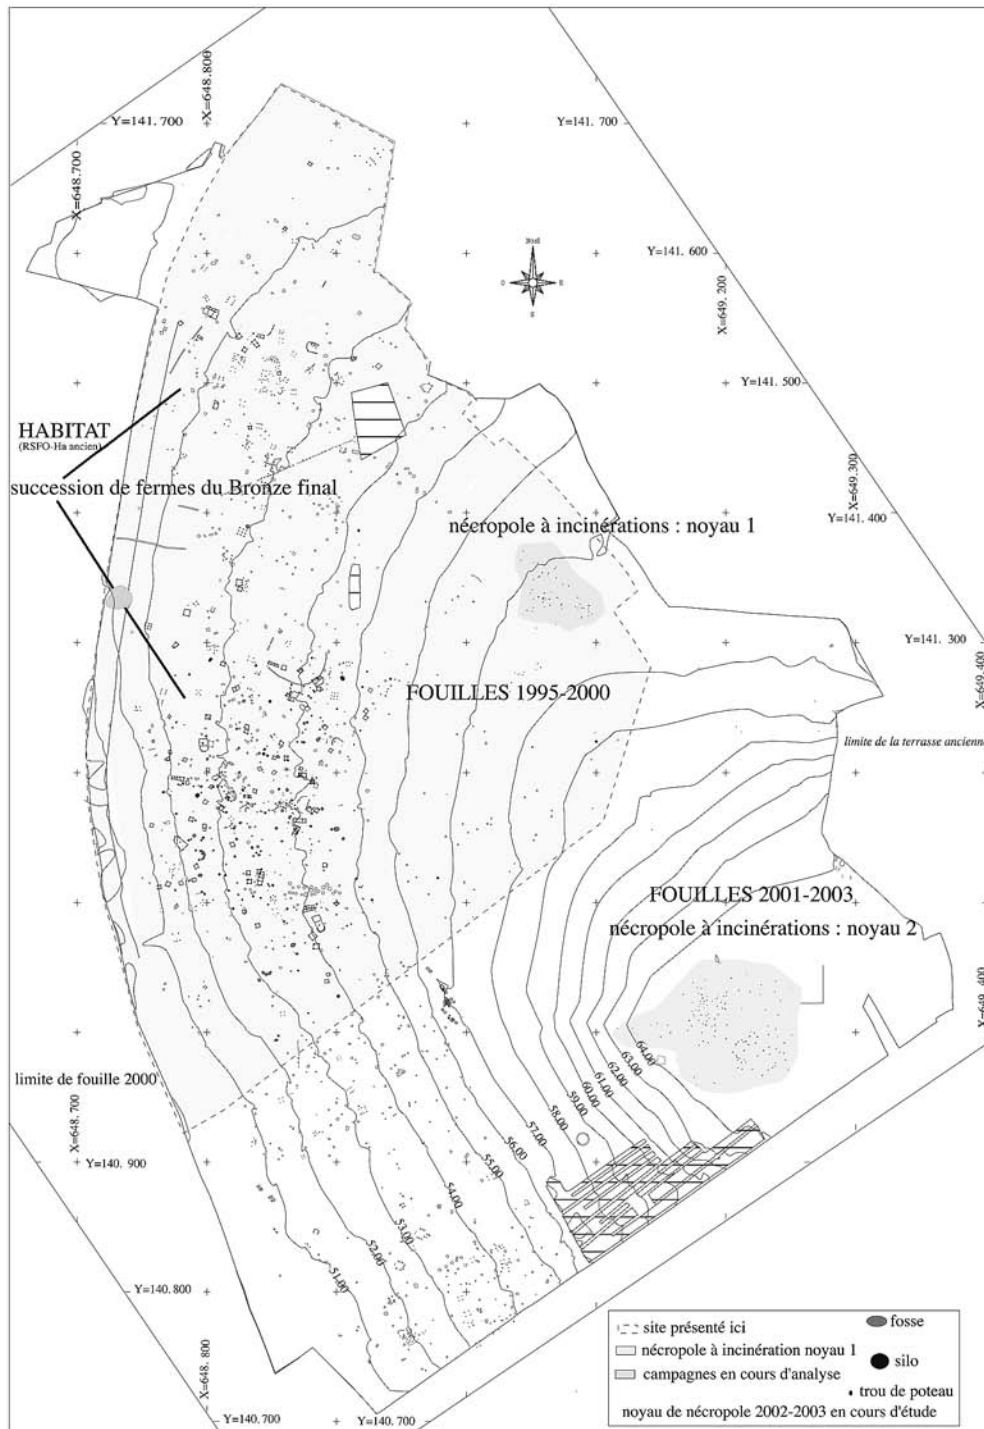 X=648.800
Y=141. 700
Y=141. 700
X=648.700
Y=141. 600
Nord
O
E
S
X=649. 200
Y=141. 500
HABITAT
(RSFO-Ha ancien)
succession de fermes du Bronze final
X=649.300
Y=141. 400
nécropole à incinérations : noyau 1
Y=141. 300
X=649.400
FOUILLES 1995-2000
limite de la terrasse ancienne
FOUILLES 2001-2003
nécropole à incinérations : noyau 2
X=649. 400
limite de fouille 2000
64.00
63.00
62.00
61.00
60.00
59.00
58.00
57.00
56.00
55.00
54.00
53.00
52.00
51.00
X=648.700
Y=140. 900
Y=140. 800
X=648. 800
Y=140. 700
Y=140. 700
site présenté ici
nécropole à incinération noyau 1
campagnes en cours d'analyse
fosse
silo
trou de poteau
noyau de nécropole 2002-2003 en cours d'étude